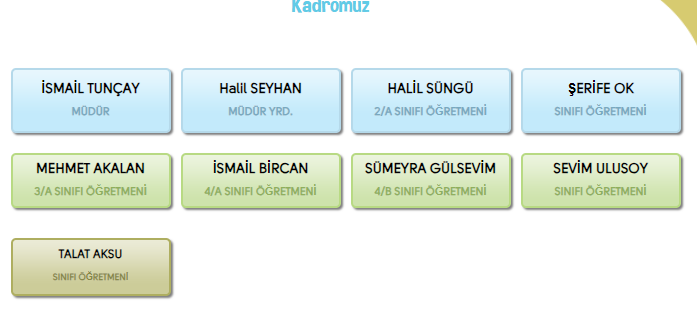 Kadromuz
İSMAİL TUNÇAY
MÜDÜR
Halil SEYHAN
MÜDÜR YRD.
HALİL SÜNGÜ
2/A SINIFI ÖĞRETMENİ
ŞERİFE OK
SINIFI ÖĞRETMENİ
MEHMET AKALAN
3/A SINIFI ÖĞRETMENİ
İSMAİL BİRCAN
4/A SINIFI ÖĞRETMENİ
SÜMEYRA GÜLSEVİM
4/B SINIFI ÖĞRETMENİ
SEVİM ULUSOY
SINIFI ÖĞRETMENİ
TALAT AKSU
SINIFI ÖĞRETMENİ